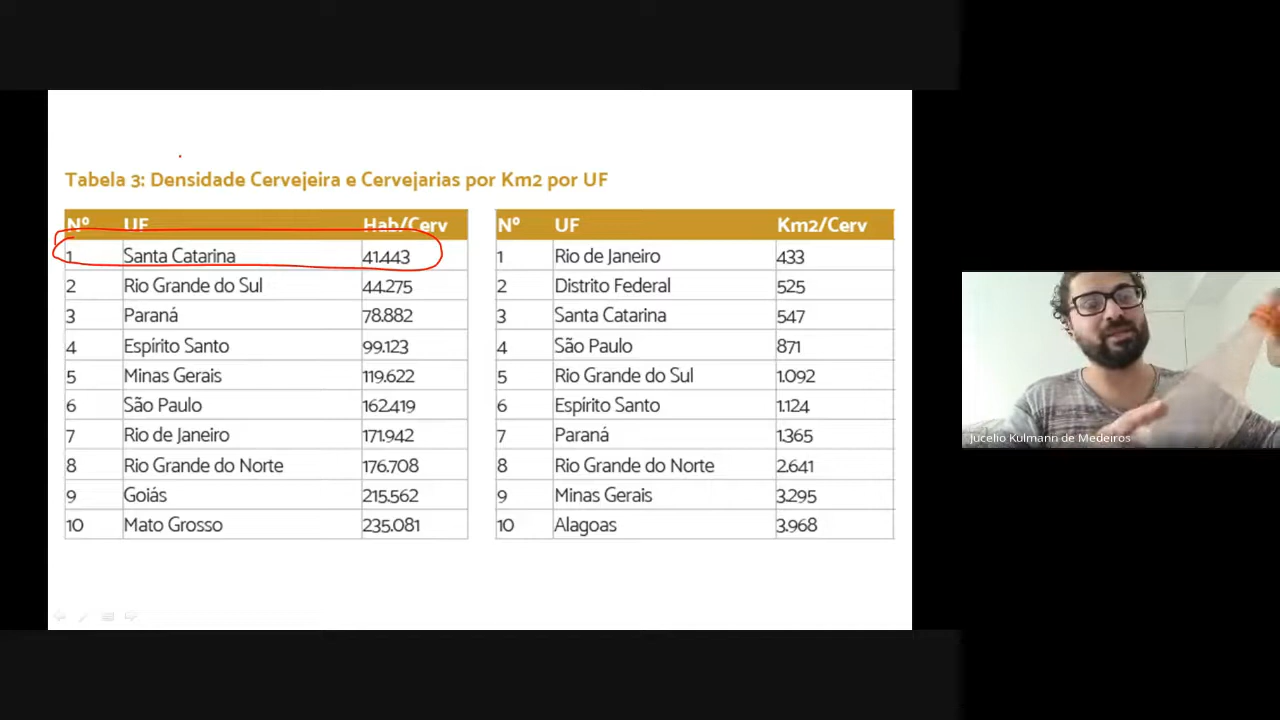 Tabela 3: Densidade Cervejeira e Cervejarias por Km2 por UF
Nº UF Hab/Cerv
1 Santa Catarina 41.443
2 Rio Grande do Sul 44.275
3 Paraná 78.882
4 Espírito Santo 99.123
5 Minas Gerais 119.622
6 São Paulo 162.419
7 Rio de Janeiro 171.942
8 Rio Grande do Norte 176.708
9 Goiás 215.562
10 Mato Grosso 235.081
Nº UF Km2/Cerv
1 Rio de Janeiro 433
2 Distrito Federal 525
3 Santa Catarina 547
4 São Paulo 871
5 Rio Grande do Sul 1.092
6 Espírito Santo 1.124
7 Paraná 1.365
8 Rio Grande do Norte 2.641
9 Minas Gerais 3.295
10 Alagoas 3.968
Jucelio Kulmann de Medeiros